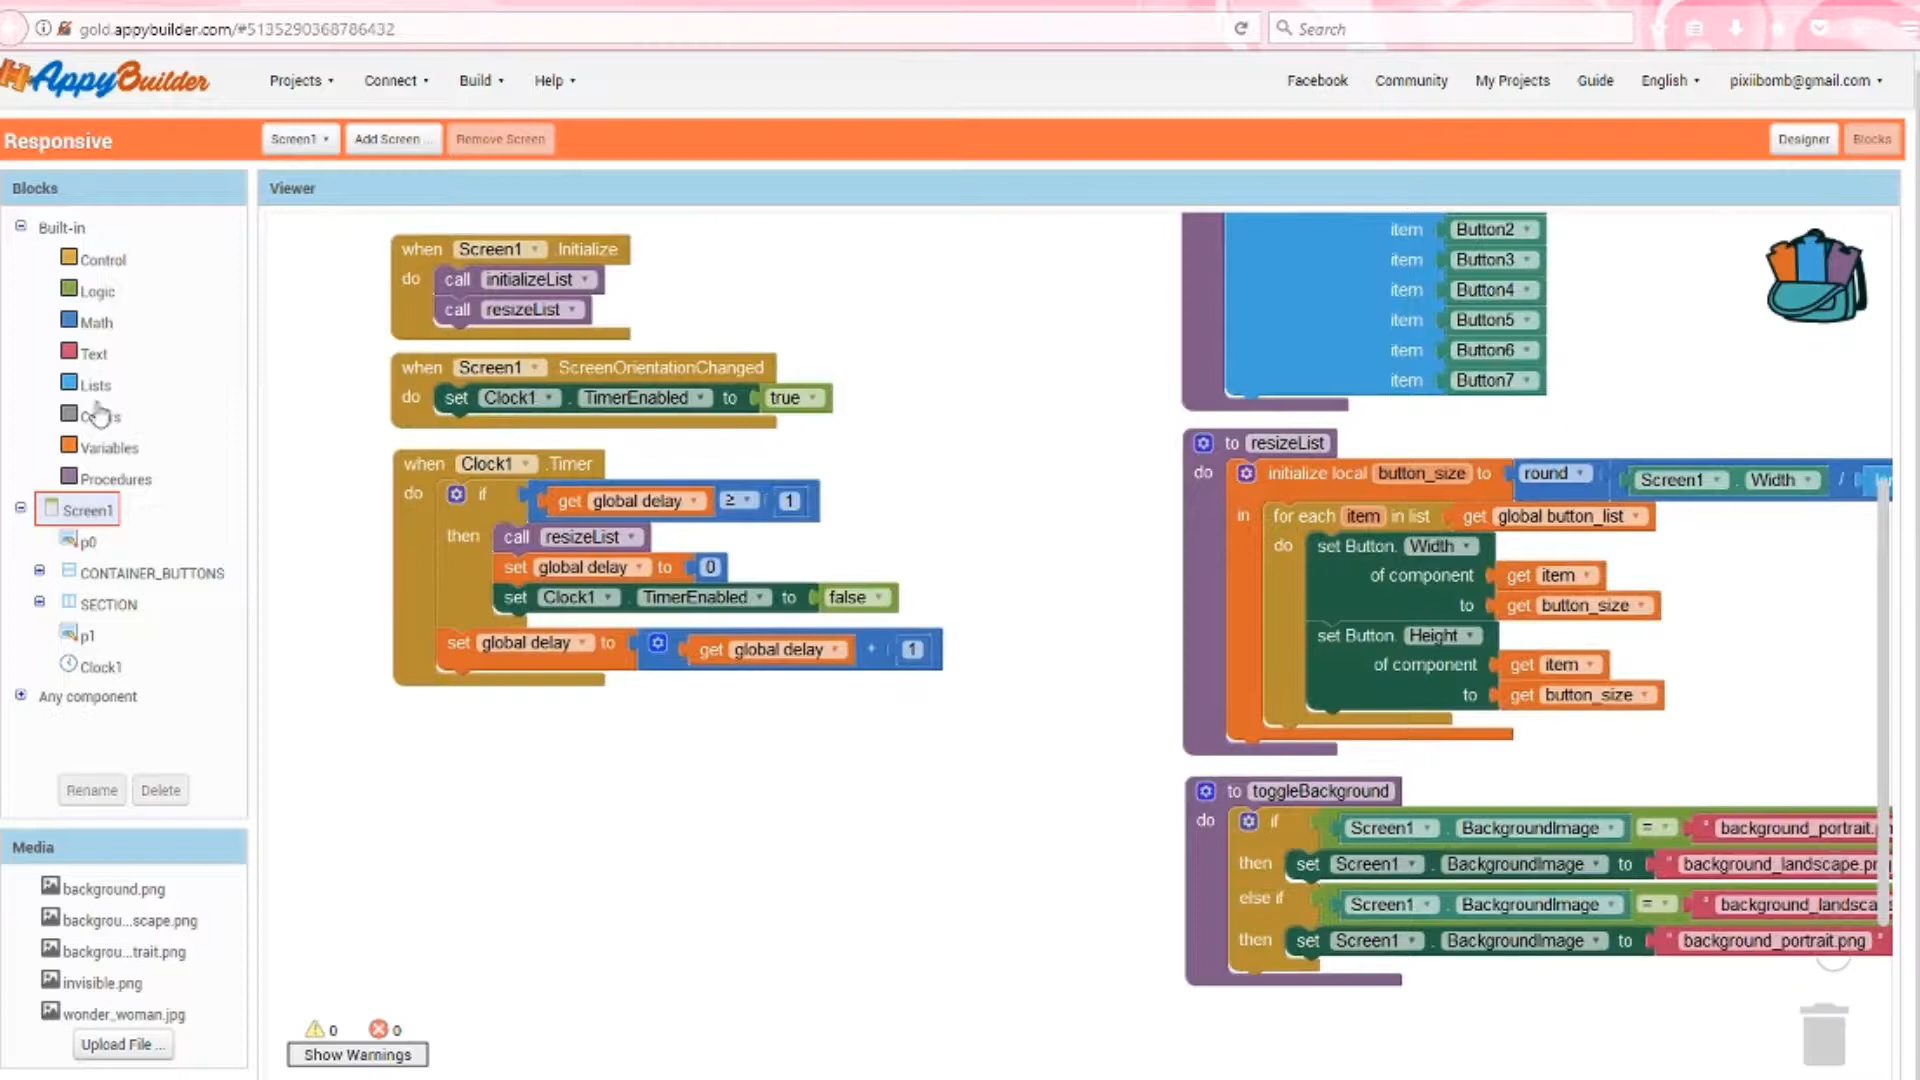 gold.appybuilder.com/#5135290368786432
Search
AppyBuilder
Projects
Connect
Build
Help
Facebook
Community
My Projects
Guide
English
pixiibomb@gmail.com
Responsive
Screen1
Add Screen ...
Remove Screen
Designer
Blocks
Blocks
Built-in
Control
Logic
Math
Text
Lists
Variables
Procedures
Screen1
p0
CONTAINER_BUTTONS
SECTION
p1
Clock1
Any component
Rename
Delete
Media
background.png
backgrou...scape.png
backgrou...trait.png
invisible.png
wonder_woman.jpg
Upload File ...
Viewer
when Screen1 .Initialize
do call initializeList
call resizeList
when Screen1 . ScreenOrientationChanged
do set Clock1 . TimerEnabled to true
when Clock1 .Timer
do if get global delay ≥ 1
then call resizeList
set global delay to 0
set Clock1 . TimerEnabled to false
set global delay to get global delay + 1
item Button2
item Button3
item Button4
item Button5
item Button6
item Button7
to resizeList
do initialize local button_size to round Screen1 . Width /
in for each item in list get global button_list
do set Button. Width
of component get item
to get button_size
set Button. Height
of component get item
to get button_size
to toggleBackground
do if Screen1 . BackgroundImage = " background_portrait.
then set Screen1 . BackgroundImage to " background_landscape.pn
else if Screen1 . BackgroundImage = " background_landsca
then set Screen1 . BackgroundImage to " background_portrait.png "
0 0
Show Warnings